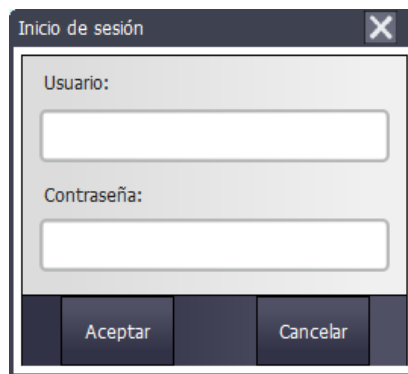 Inicio de sesión
Usuario:
Contraseña:
Aceptar
Cancelar